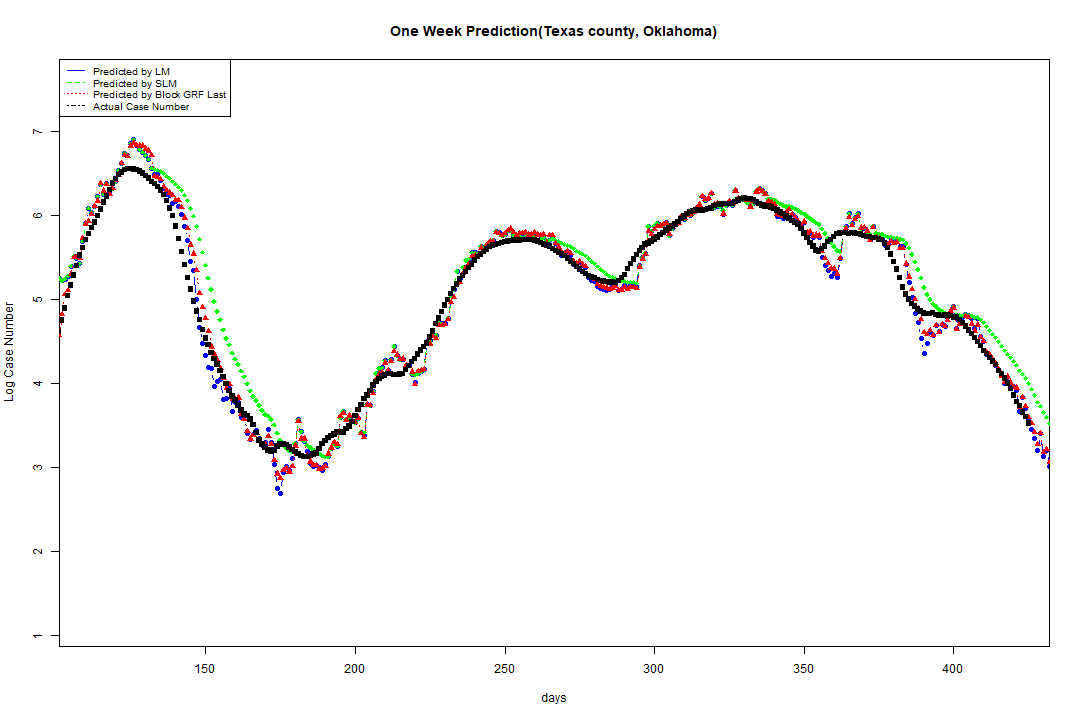 One Week Prediction(Texas county, Oklahoma)
Predicted by LM
Predicted by SLM
Predicted by Block GRF Last
Actual Case Number
Log Case Number
7
6
5
4
3
2
1
150 200 250 300 350 400
days